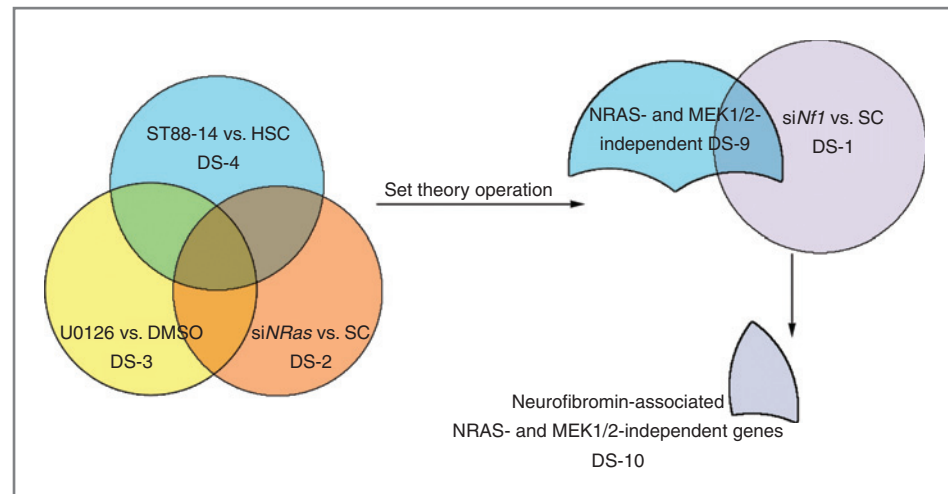 ST88-14 vs. HSC
DS-4
U0126 vs. DMSO
DS-3
siNRas vs. SC
DS-2
Set theory operation
NRAS- and MEK1/2-
independent DS-9
siNf1 vs. SC
DS-1
Neurofibromin-associated
NRAS- and MEK1/2-independent genes
DS-10